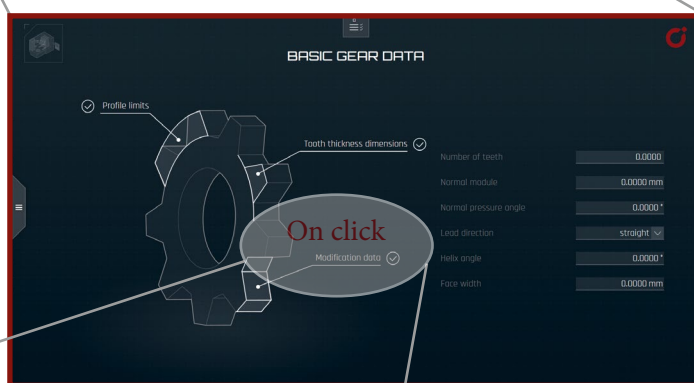 BASIC GEAR DATA
Profile limits
Tooth thickness dimensions
On click
Modification data
Number of teeth 0.0000
Normal module 0.0000 mm
Normal pressure angle 0.0000 °
Lead direction straight
Helix angle 0.0000 °
Face width 0.0000 mm